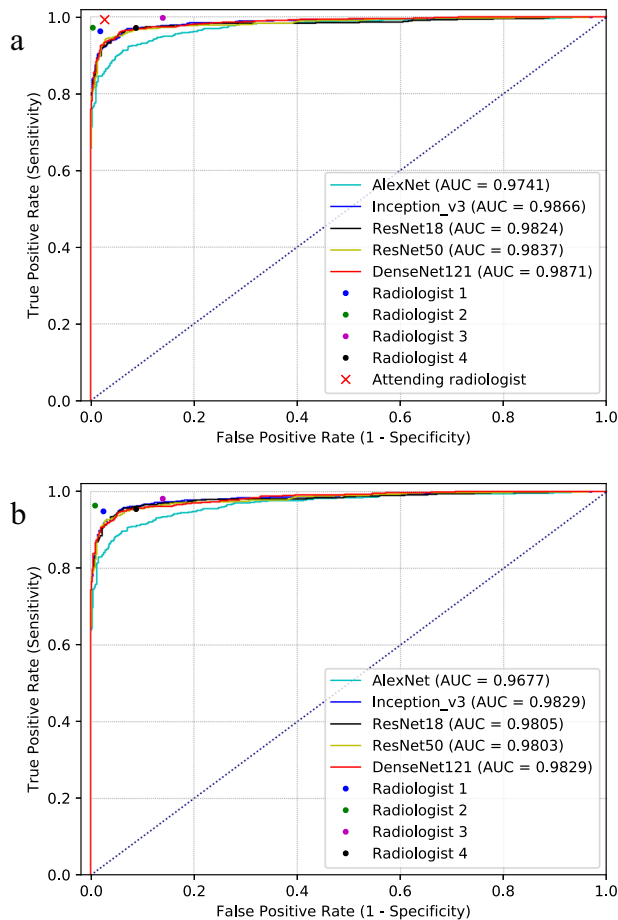 a
1.0
0.8
0.6
0.4
0.2
0.0
True Positive Rate (Sensitivity)
AlexNet (AUC = 0.9741)
Inception_v3 (AUC = 0.9866)
ResNet18 (AUC = 0.9824)
ResNet50 (AUC = 0.9837)
DenseNet121 (AUC = 0.9871)
Radiologist 1
Radiologist 2
Radiologist 3
Radiologist 4
Attending radiologist
0.0 0.2 0.4 0.6 0.8 1.0
False Positive Rate (1 - Specificity)
b
1.0
0.8
0.6
0.4
0.2
0.0
True Positive Rate (Sensitivity)
AlexNet (AUC = 0.9677)
Inception_v3 (AUC = 0.9829)
ResNet18 (AUC = 0.9805)
ResNet50 (AUC = 0.9803)
DenseNet121 (AUC = 0.9829)
Radiologist 1
Radiologist 2
Radiologist 3
Radiologist 4
0.0 0.2 0.4 0.6 0.8 1.0
False Positive Rate (1 - Specificity)